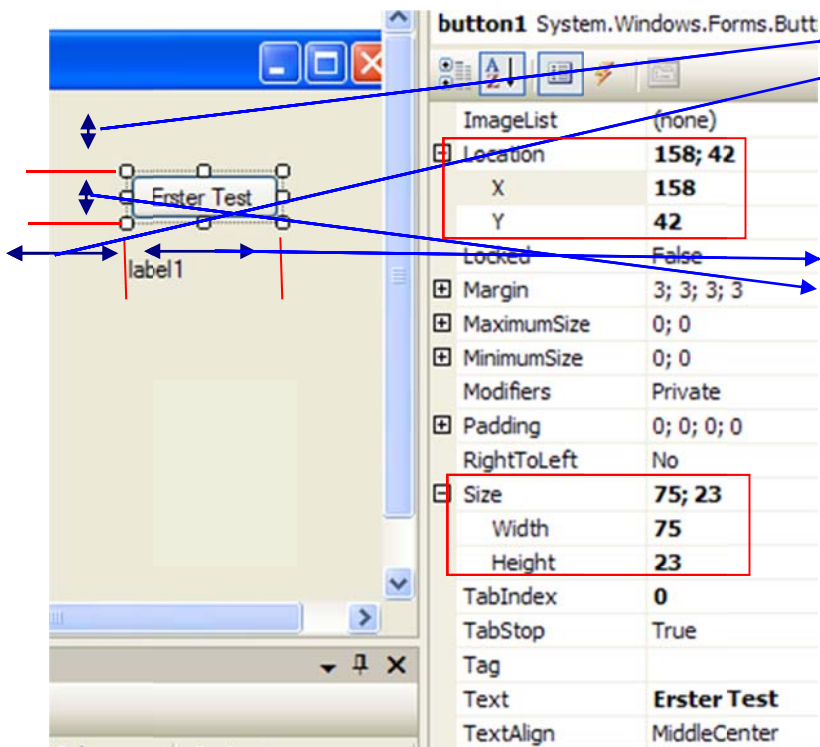 button1 System.Windows.Forms.Butt
ImageList (none)
Location 158; 42
X 158
Y 42
Locked False
Margin 3; 3; 3; 3
MaximumSize 0; 0
MinimumSize 0; 0
Modifiers Private
Padding 0; 0; 0; 0
RightToLeft No
Size 75; 23
Width 75
Height 23
TabIndex 0
TabStop True
Tag
Text Erster Test
TextAlign MiddleCenter
Erster Test
label1